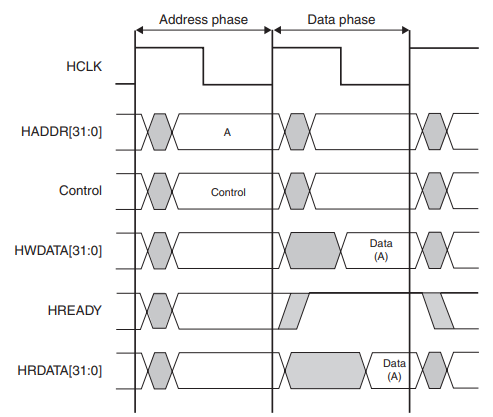 Address phase
Data phase
HCLK
HADDR[31:0]
A
Control
Control
HWDATA[31:0]
Data
(A)
HREADY
HRDATA[31:0]
Data
(A)